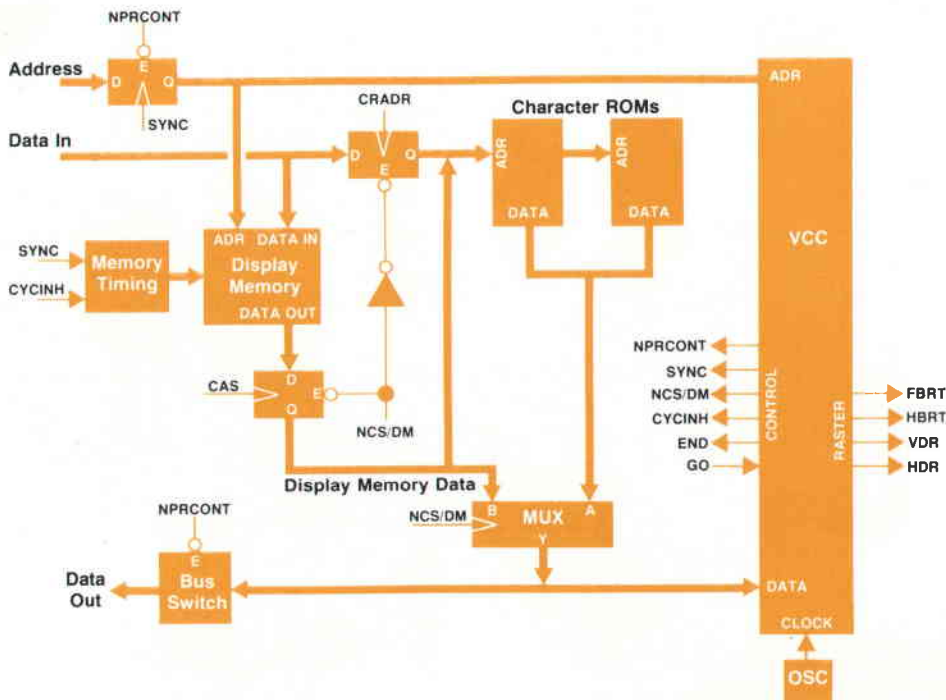 NPRCONT
Address
D
E
Q
ADR
SYNC
CRADR
Character ROMs
Data In
D
E
Q
ADR
ADR
DATA
DATA
VCC
SYNC
CYCINH
Memory
Timing
ADR DATA IN
Display
Memory
DATA OUT
CAS
D
E
Q
NCS/DM
NPRCONT
SYNC
NCS/DM
CYCINH
END
GO
CONTROL
RASTER
FBRT
HBRT
VDR
HDR
Display Memory Data
NCS/DM
B
MUX
A
Y
NPRCONT
E
Bus
Switch
Data
Out
DATA
CLOCK
OSC